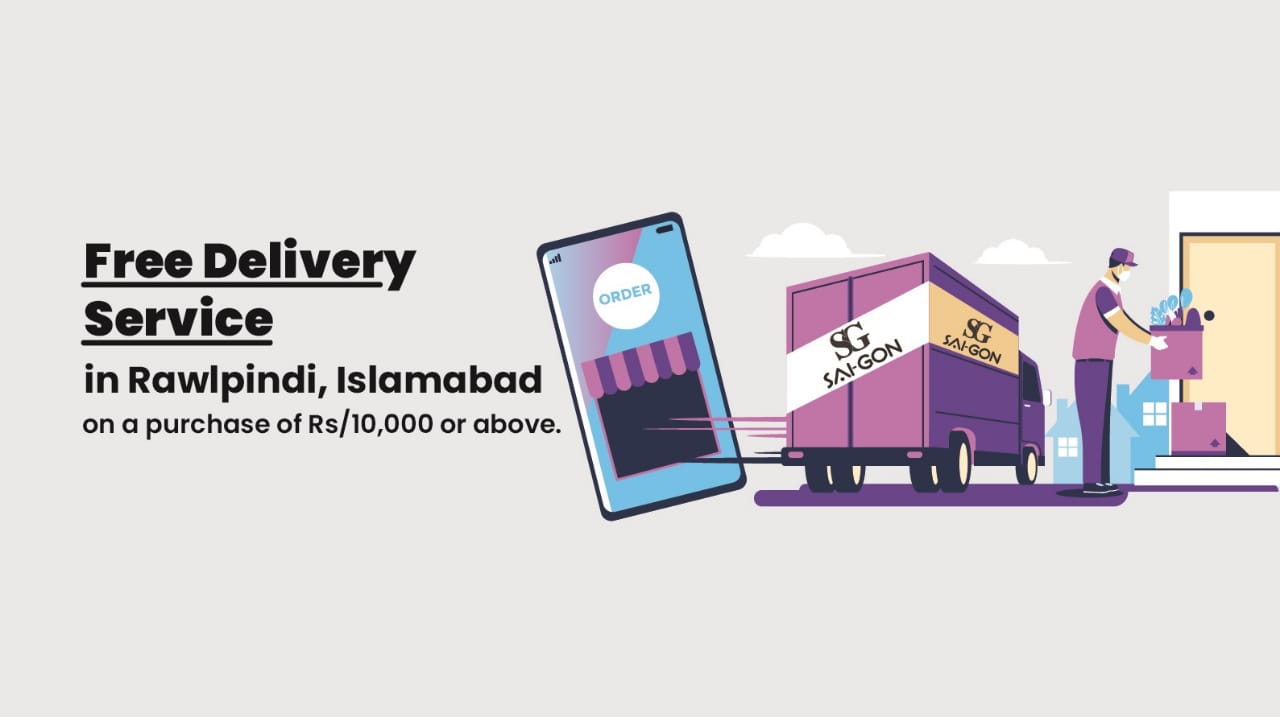 Free Delivery
Service
in Rawlpindi, Islamabad
on a purchase of Rs/10,000 or above.
ORDER
SG
SAI-GON
SG
SAI-GON